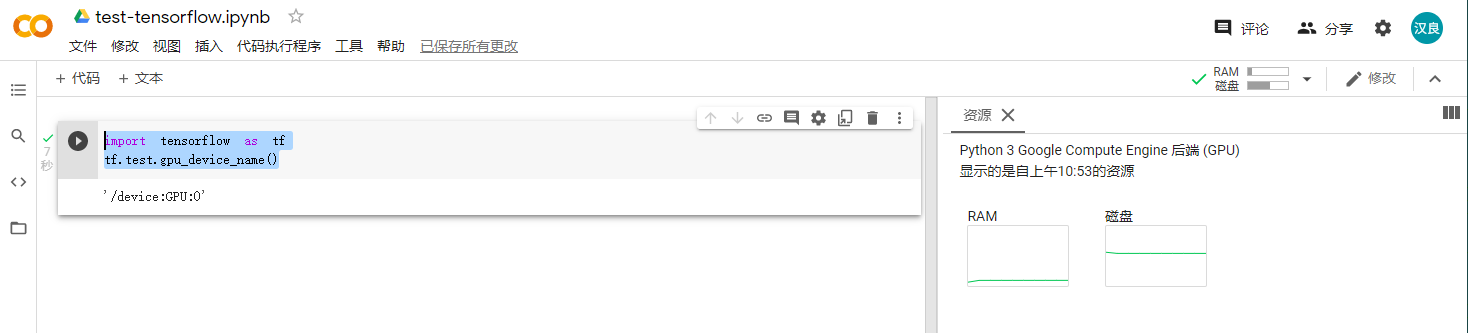 test-tensorflow.ipynb
文件 修改 视图 插入 代码执行程序 工具 帮助 已保存所有更改
评论 分享 汉良
+ 代码 + 文本
RAM
磁盘
修改
7
秒
import tensorflow as tf
tf.test.gpu_device_name()
'/device:GPU:0'
资源
Python 3 Google Compute Engine 后端 (GPU)
显示的是自上午10:53的资源
RAM 磁盘